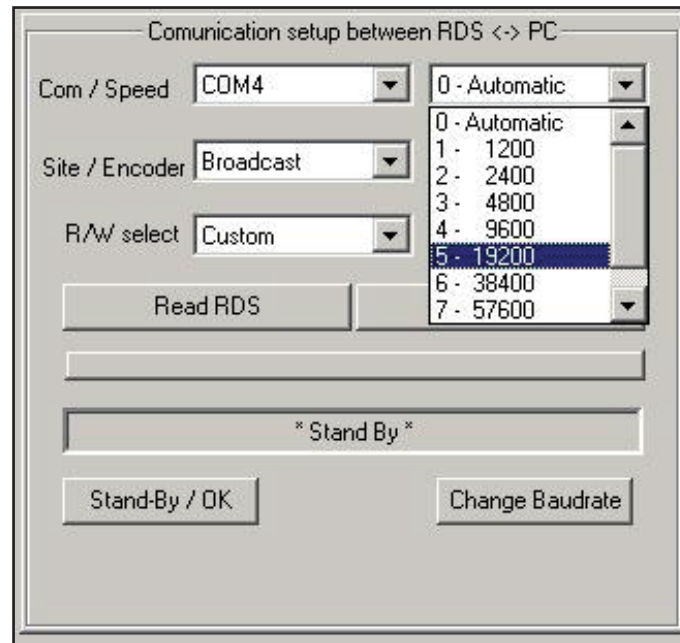 Comunication setup between RDS <-> PC
Com / Speed COM4 0 - Automatic
0 - Automatic
1 - 1200
Site / Encoder Broadcast
2 - 2400
3 - 4800
R/W select Custom
4 - 9600
5 - 19200
6 - 38400
Read RDS
7 - 57600
* Stand By *
Stand-By / OK Change Baudrate